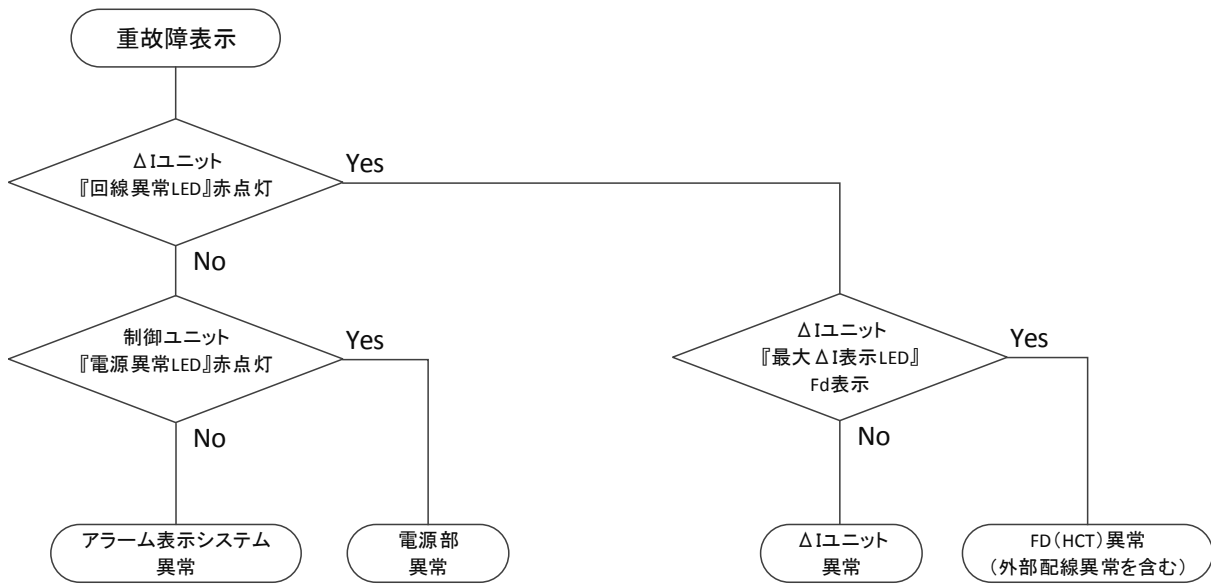 重故障表示
ΔIユニット
『回線異常LED』赤点灯
Yes
No
制御ユニット
『電源異常LED』赤点灯
Yes
No
ΔIユニット
『最大ΔI表示LED』
Fd表示
Yes
No
アラーム表示システム
異常
電源部
異常
ΔIユニット
異常
FD(HCT)異常
(外部配線異常を含む)